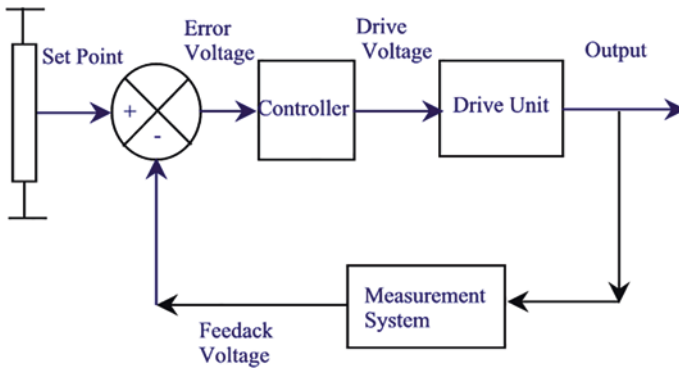 Set Point
Error
Voltage
Drive
Voltage
Output
+
-
Controller
Drive Unit
Measurement
System
Feedack
Voltage